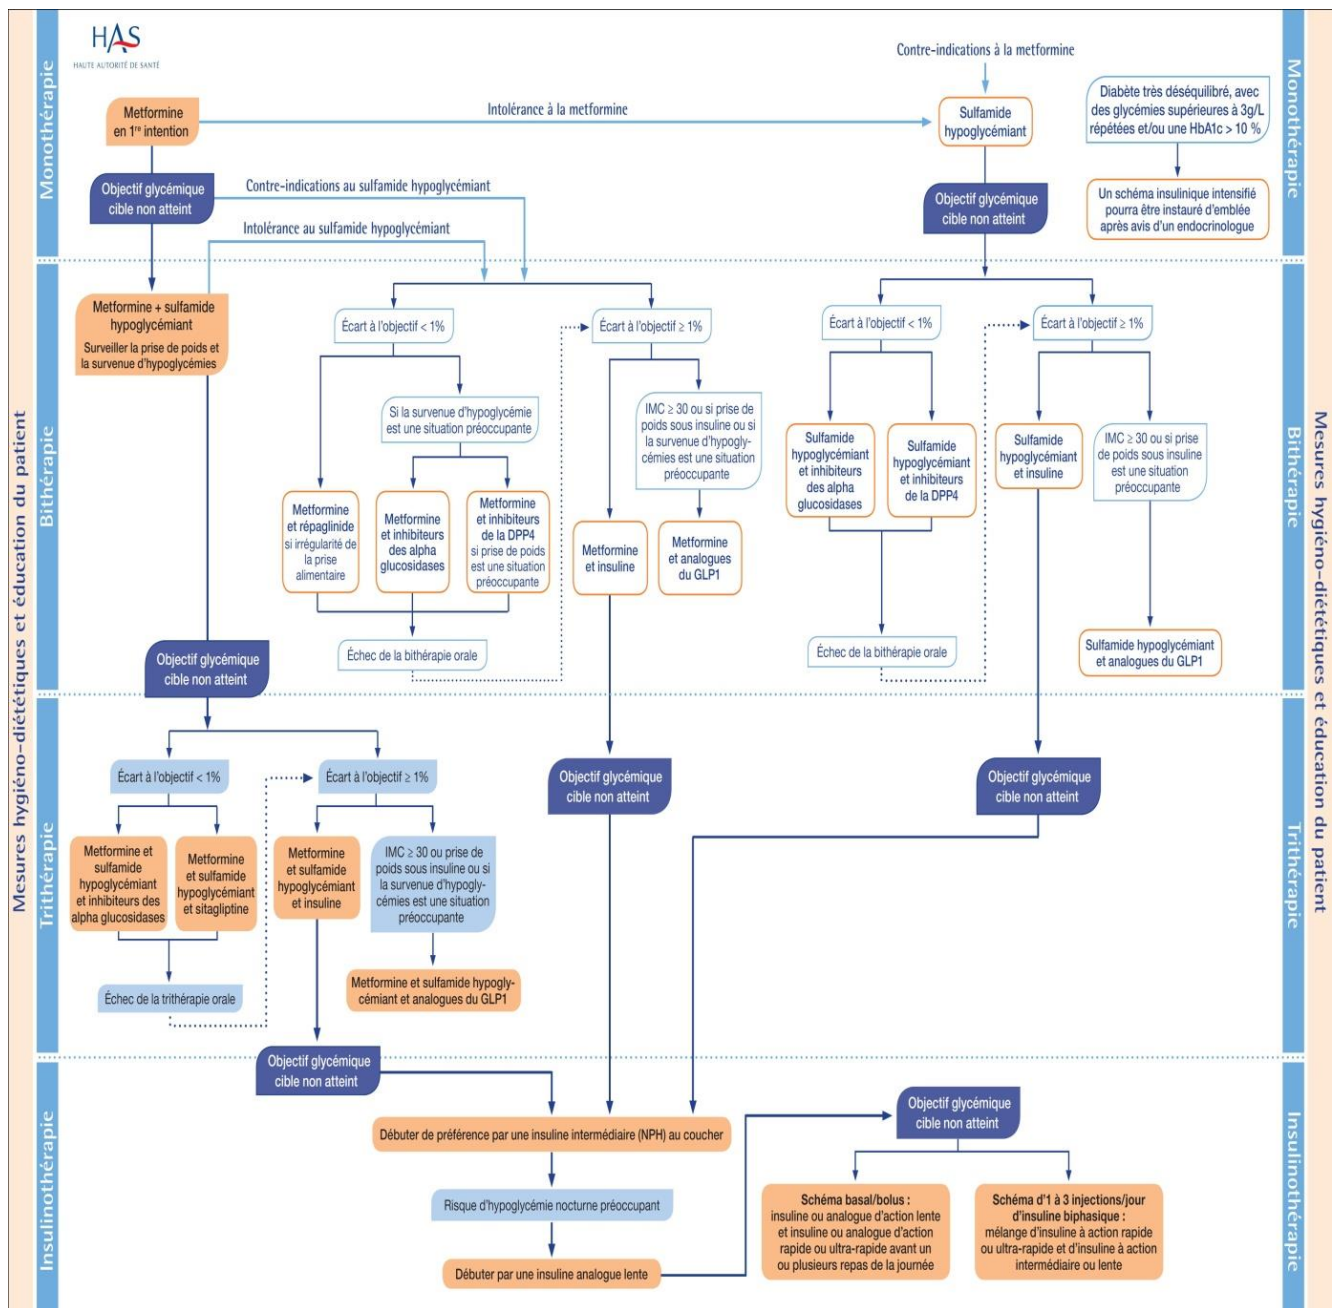 HAS
HAUTE AUTORITÉ DE SANTÉ
Mesures hygiéno-diététiques et éducation du patient
Monothérapie
Metformine
en 1re intention
Intolérance à la metformine
Contre-indications à la metformine
Sulfamide
hypoglycémiant
Diabète très déséquilibré, avec
des glycémies supérieures à 3g/L
répétées et/ou une HbA1c > 10 %
Objectif glycémique
cible non atteint
Contre-indications au sulfamide hypoglycémiant
Intolérance au sulfamide hypoglycémiant
Objectif glycémique
cible non atteint
Un schéma insulinique intensifié
pourra être instauré d'emblée
après avis d'un endocrinologue
Monothérapie
Bithérapie
Metformine + sulfamide
hypoglycémiant
Surveiller la prise de poids et
la survenue d'hypoglycémies
Écart à l'objectif < 1%
Écart à l'objectif ≥ 1%
Si la survenue d'hypoglycémie
est une situation préoccupante
IMC ≥ 30 ou si prise de
poids sous insuline ou si
la survenue d'hypogly-
cémies est une situation
préoccupante
Metformine
et répaglinide
si irrégularité de
la prise
alimentaire
Metformine
et inhibiteurs
des alpha
glucosidases
Metformine
et inhibiteurs
de la DPP4
si prise de poids
est une situation
préoccupante
Metformine
et insuline
Metformine
et analogues
du GLP1
Échec de la bithérapie orale
Écart à l'objectif < 1%
Écart à l'objectif ≥ 1%
Sulfamide
hypoglycémiant
et inhibiteurs
des alpha
glucosidases
Sulfamide
hypoglycémiant
et inhibiteurs
de la DPP4
Sulfamide
hypoglycémiant
et insuline
IMC ≥ 30 ou si prise
de poids sous insuline
est une situation
préoccupante
Échec de la bithérapie orale
Sulfamide hypoglycémiant
et analogues du GLP1
Bithérapie
Objectif glycémique
cible non atteint
Trithérapie
Écart à l'objectif < 1%
Écart à l'objectif ≥ 1%
Metformine et
sulfamide
hypoglycémiant
et inhibiteurs des
alpha glucosidases
Metformine
et sulfamide
hypoglycémiant
et sitagliptine
Metformine
et sulfamide
hypoglycémiant
et insuline
IMC ≥ 30 ou prise de
poids sous insuline ou si
la survenue d'hypogly-
cémies est une situation
préoccupante
Échec de la trithérapie orale
Metformine et sulfamide hypogly-
cémiant et analogues du GLP1
Objectif glycémique
cible non atteint
Objectif glycémique
cible non atteint
Trithérapie
Insulinothérapie
Objectif glycémique
cible non atteint
Débuter de préférence par une insuline intermédiaire (NPH) au coucher
Risque d'hypoglycémie nocturne préoccupant
Débuter par une insuline analogue lente
Objectif glycémique
cible non atteint
Schéma basal/bolus :
insuline ou analogue d'action lente
et insuline ou analogue d'action
rapide ou ultra-rapide avant un
ou plusieurs repas de la journée
Schéma d'1 à 3 injections/jour
d'insuline biphasique :
mélange d'insuline à action rapide
ou ultra-rapide et d'insuline à action
intermédiaire ou lente
Insulinothérapie
Mesures hygiéno-diététiques et éducation du patient